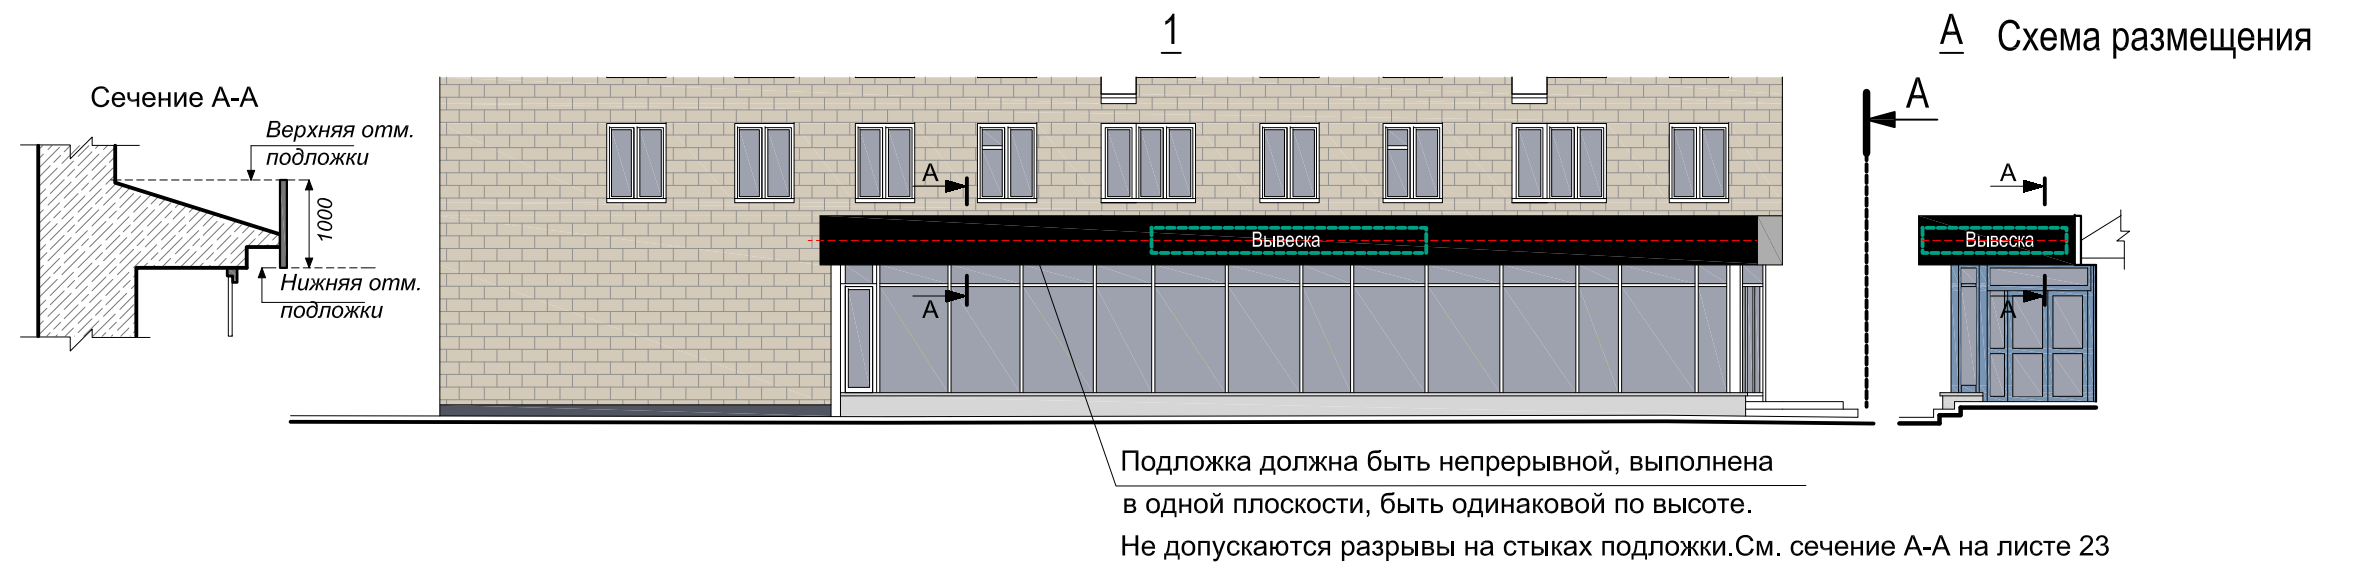 1
А Схема размещения
Сечение А-А
Верхняя отм.
подложки
1000
Нижняя отм.
подложки
А
А
Вывеска
А
А
Вывеска
А
Подложка должна быть непрерывной, выполнена
в одной плоскости, быть одинаковой по высоте.
Не допускаются разрывы на стыках подложки.См. сечение А-А на листе 23